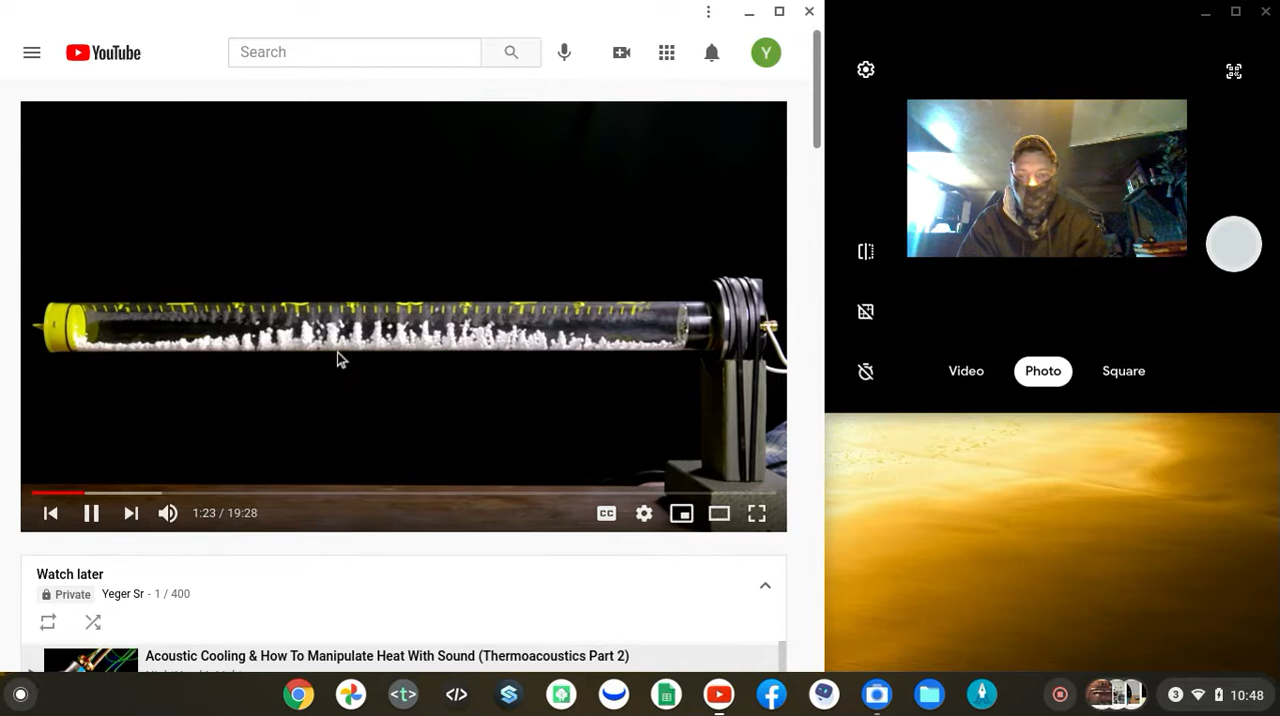 YouTube
Search
Y
1:23 / 19:28
CC
Watch later
Private Yeger Sr - 1 / 400
Acoustic Cooling & How To Manipulate Heat With Sound (Thermoacoustics Part 2)
Video
Photo
Square
3
10:48